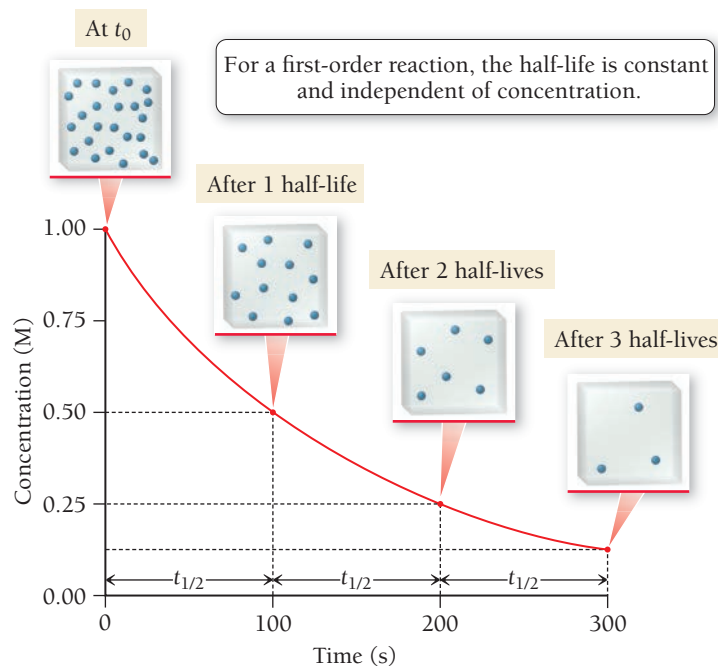 At t0
For a first-order reaction, the half-life is constant
and independent of concentration.
After 1 half-life
After 2 half-lives
After 3 half-lives
Concentration (M)
1.00
0.75
0.50
0.25
0.00
t1/2
t1/2
t1/2
0
100
200
300
Time (s)